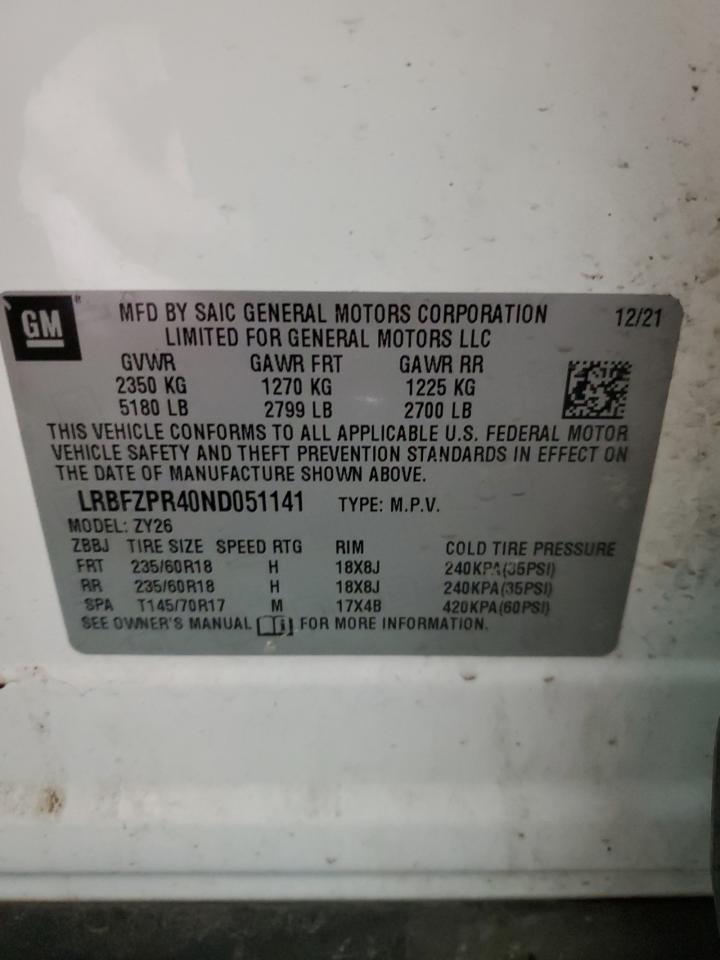 GM ®
MFD BY SAIC GENERAL MOTORS CORPORATION 12/21
LIMITED FOR GENERAL MOTORS LLC
GVWR GAWR FRT GAWR RR
2350 KG 1270 KG 1225 KG
5180 LB 2799 LB 2700 LB
THIS VEHICLE CONFORMS TO ALL APPLICABLE U.S. FEDERAL MOTOR
VEHICLE SAFETY AND THEFT PREVENTION STANDARDS IN EFFECT ON
THE DATE OF MANUFACTURE SHOWN ABOVE.
LRBFZPR40ND051141 TYPE: M.P.V.
MODEL: ZY26
ZBBJ TIRE SIZE SPEED RTG RIM COLD TIRE PRESSURE
FRT 235/60R18 H 18X8J 240KPA(35PSI)
RR 235/60R18 H 18X8J 240KPA(35PSI)
SPA T145/70R17 M 17X4B 420KPA(60PSI)
SEE OWNER'S MANUAL FOR MORE INFORMATION.